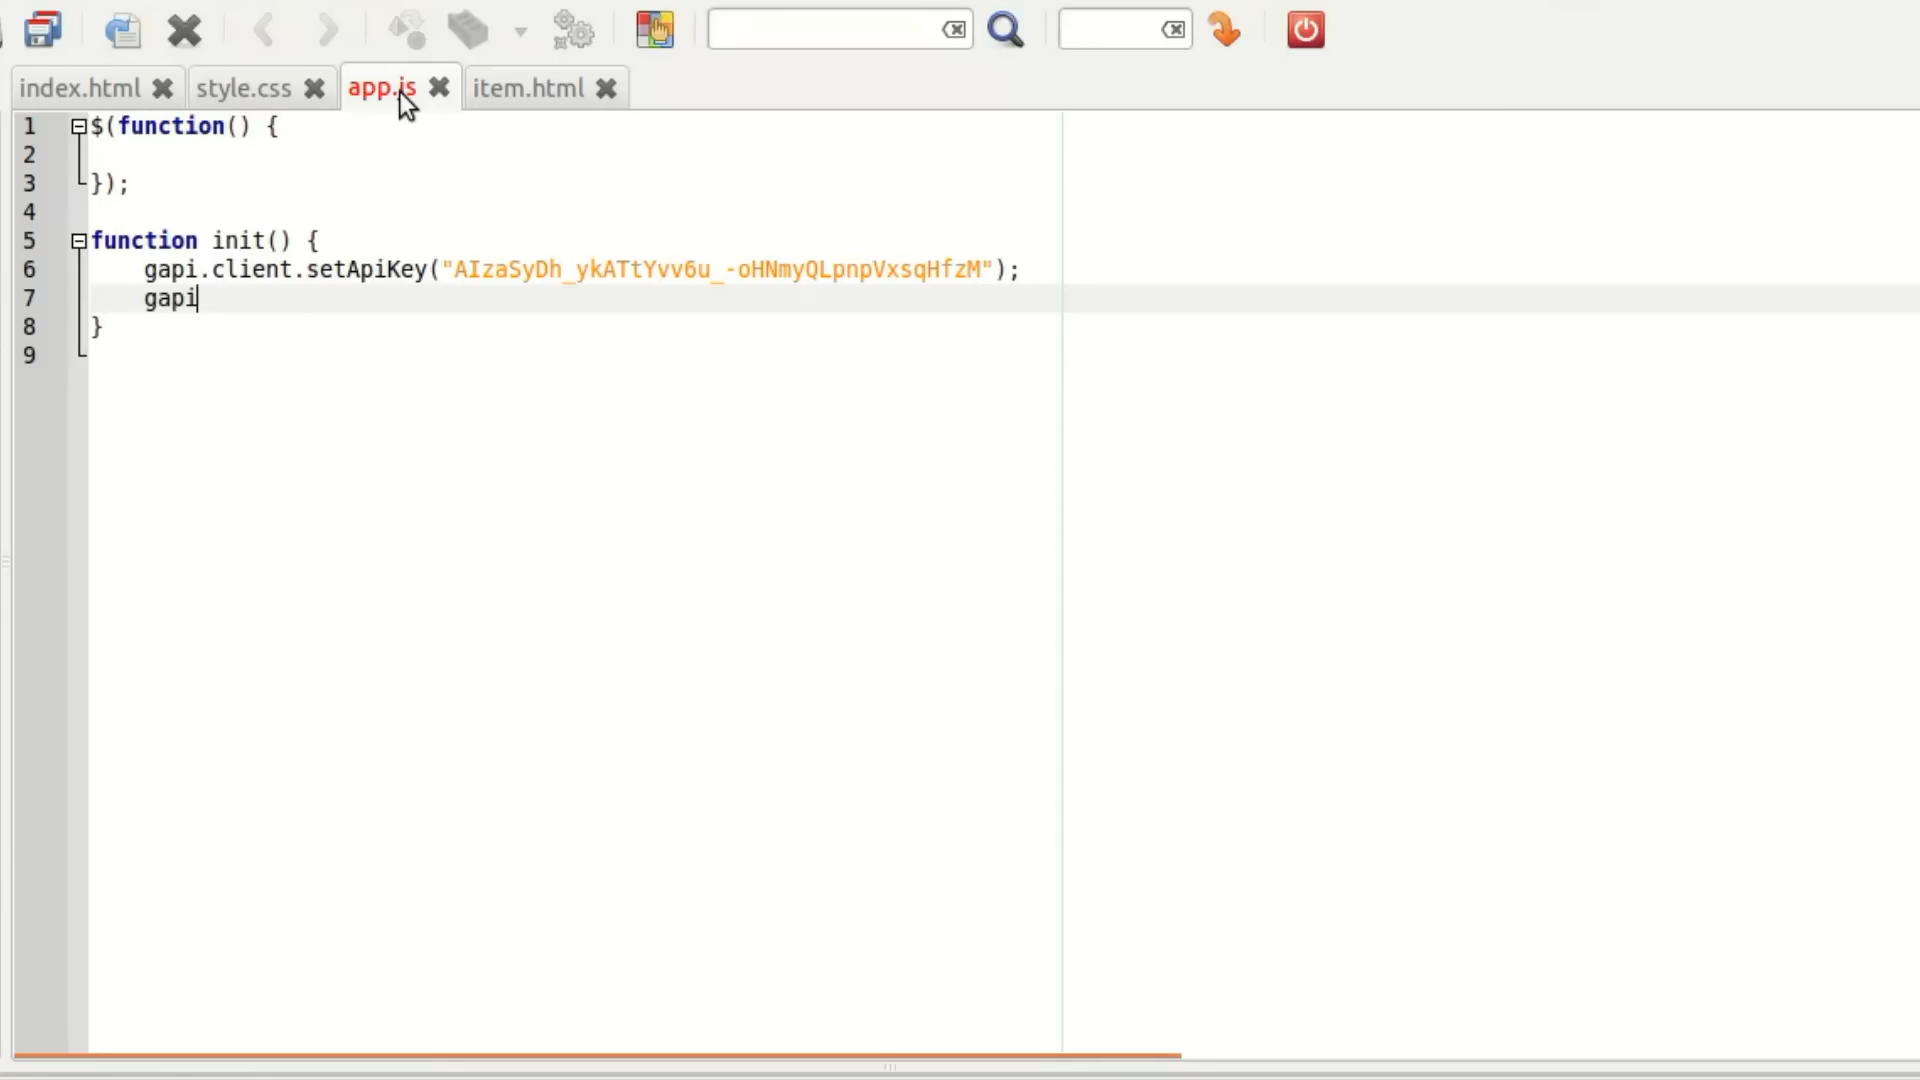 index.html style.css app.js item.html
1 $(function() {
2
3 });
4
5 function init() {
6 gapi.client.setApiKey("AIzaSyDh_ykATtYvv6u_-oHNmyQLpnpVxsqHfzM");
7 gapi
8 }
9